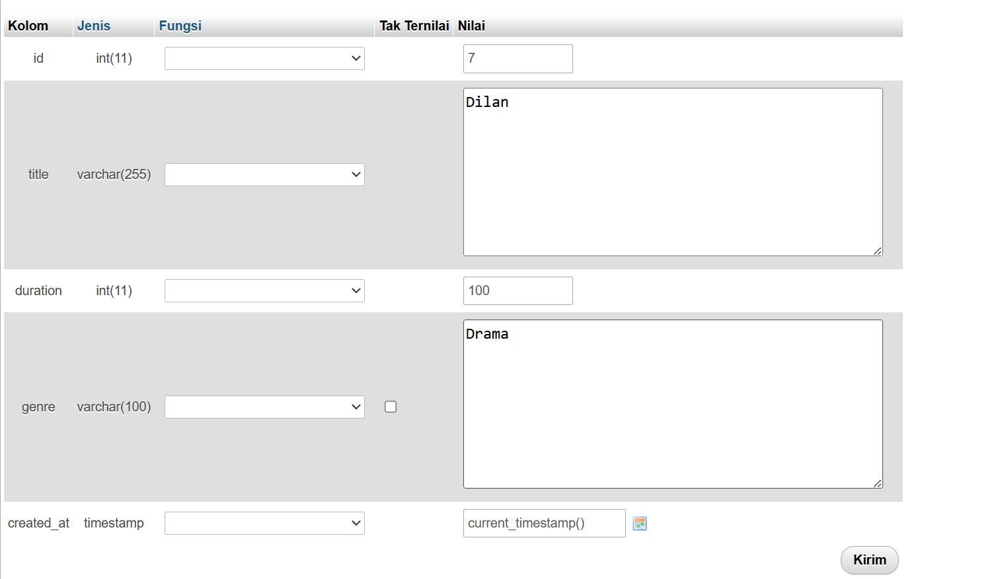 Kolom Jenis Fungsi Tak Ternilai Nilai
id int(11) 7
title varchar(255) Dilan
duration int(11) 100
genre varchar(100) Drama
created_at timestamp current_timestamp()
Kirim